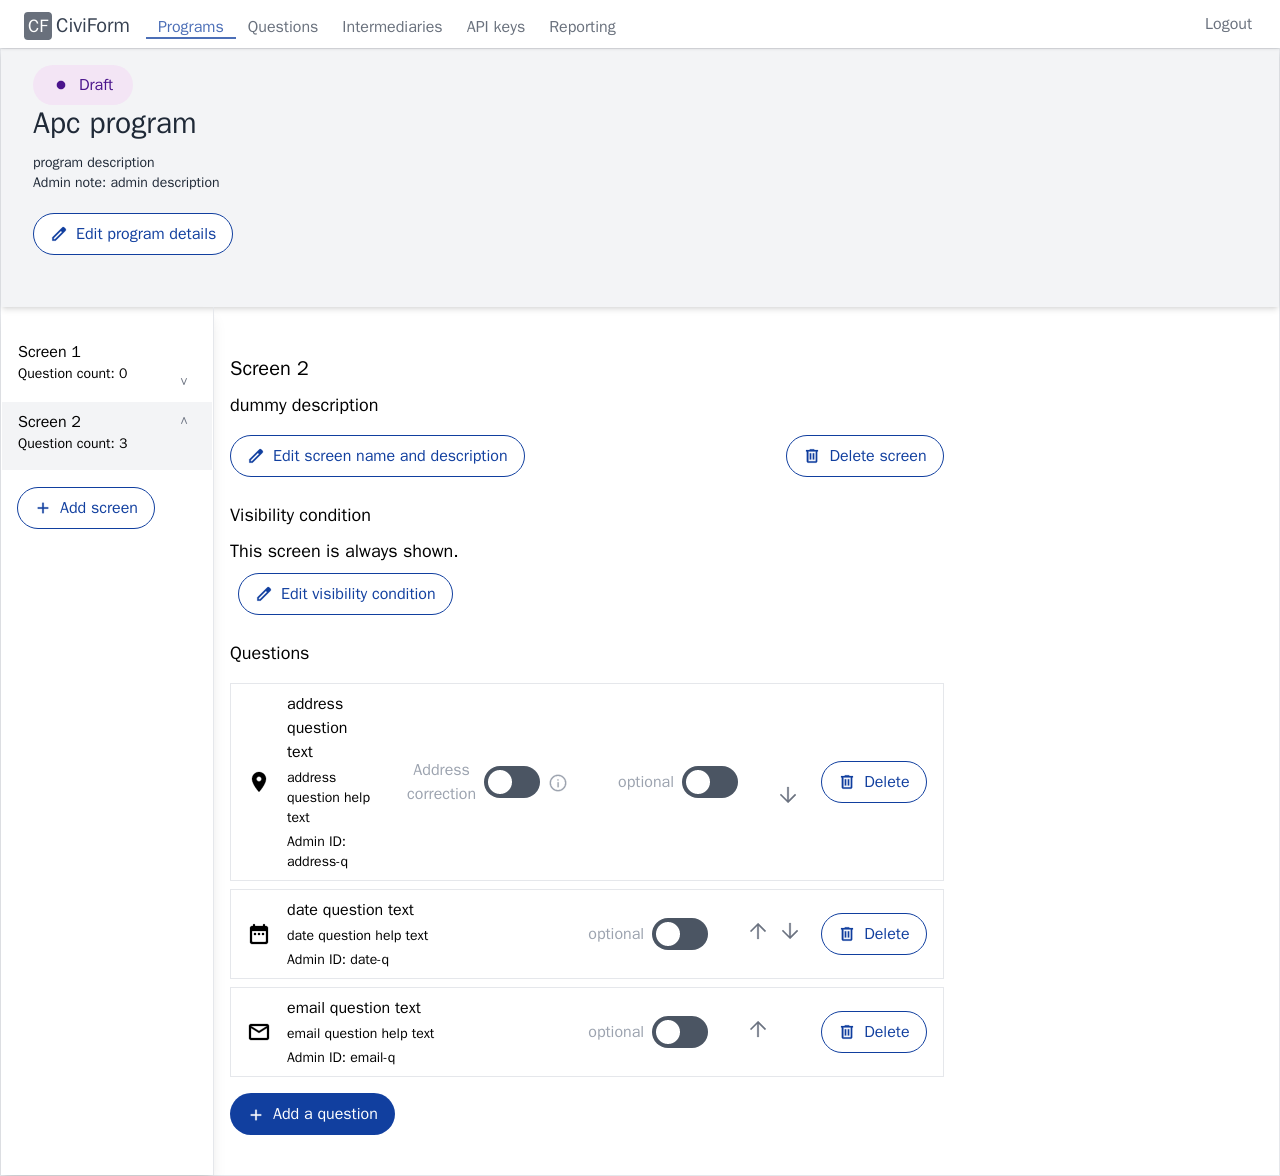 CF CiviForm Programs Questions Intermediaries API keys Reporting Logout
Draft
Apc program
program description
Admin note: admin description
Edit program details
Screen 1
Question count: 0
Screen 2
Question count: 3
Add screen
Screen 2
dummy description
Edit screen name and description
Delete screen
Visibility condition
This screen is always shown.
Edit visibility condition
Questions
address
question
text
address
question help
text
Admin ID:
address-q
Address
correction
optional
Delete
date question text
date question help text
Admin ID: date-q
optional
Delete
email question text
email question help text
Admin ID: email-q
optional
Delete
Add a question